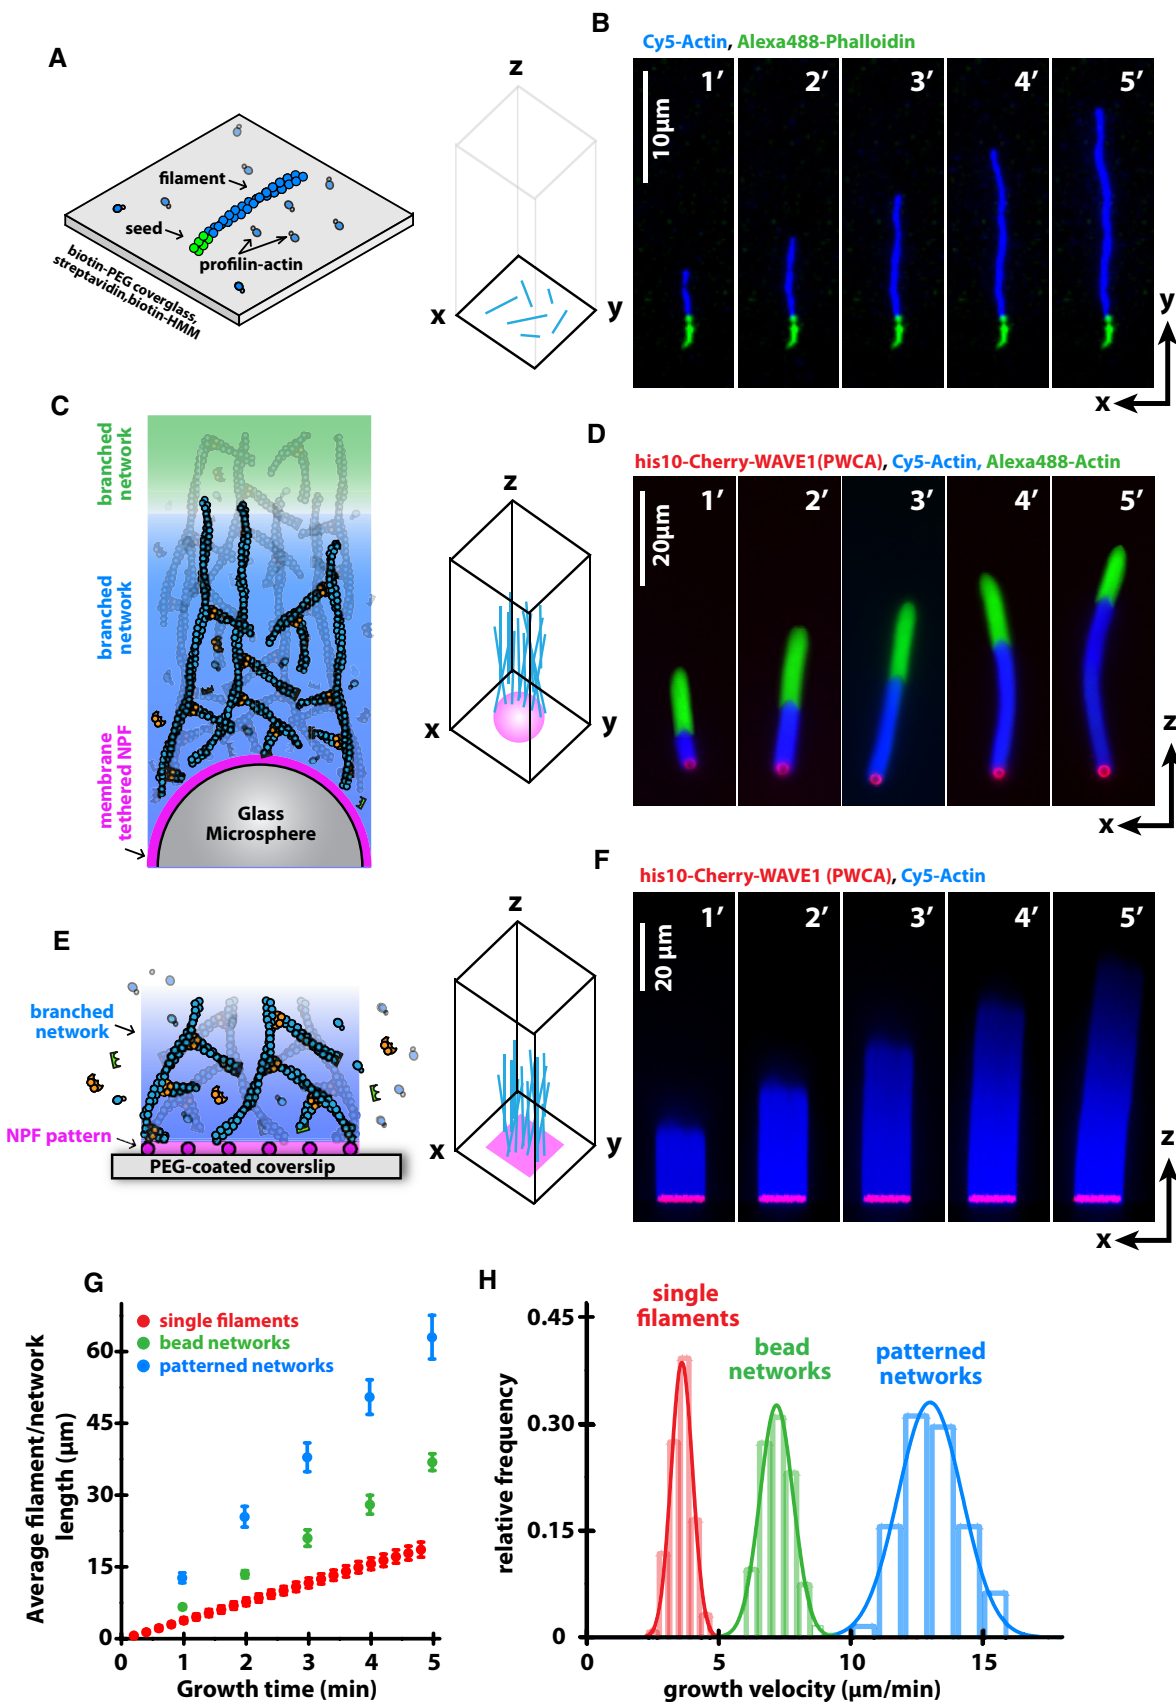 A
z
filament
seed
profilin-actin
biotin-PEG coverglass,
streptavidin,biotin-HMM
x
y
B
Cy5-Actin, Alexa488-Phalloidin
1’ 2’ 3’ 4’ 5’
10µm
y
x
C
branched
network
branched
network
membrane
tethered NPF
Glass
Microsphere
z
x
y
D
his10-Cherry-WAVE1(PWCA), Cy5-Actin, Alexa488-Actin
1’ 2’ 3’ 4’ 5’
20µm
z
x
E
branched
network
NPF pattern
PEG-coated coverslip
z
x
y
F
his10-Cherry-WAVE1 (PWCA), Cy5-Actin
1’ 2’ 3’ 4’ 5’
20 µm
z
x
G
single filaments
bead networks
patterned networks
Average filament/network
length (µm)
60
45
30
15
0
0 1 2 3 4 5
Growth time (min)
H
single
filaments
bead
networks
patterned
networks
relative frequency
0.45
0.30
0.15
0
0 5 10 15
growth velocity (µm/min)